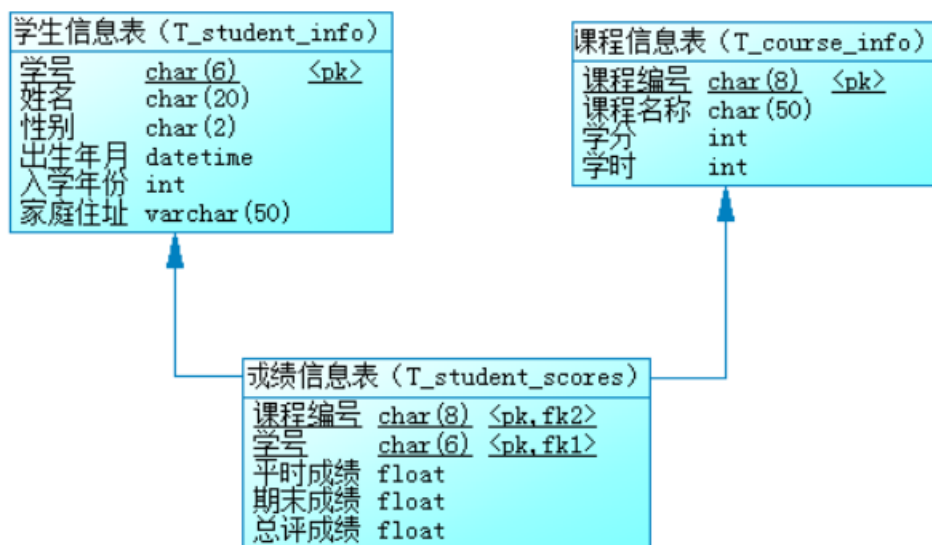 学生信息表（T_student_info）
学号 char(6) <pk>
姓名 char(20)
性别 char(2)
出生年月 datetime
入学年份 int
家庭住址 varchar(50)
课程信息表（T_course_info）
课程编号 char(8) <pk>
课程名称 char(50)
学分 int
学时 int
成绩信息表（T_student_scores）
课程编号 char(8) <pk,fk2>
学号 char(6) <pk,fk1>
平时成绩 float
期末成绩 float
总评成绩 float